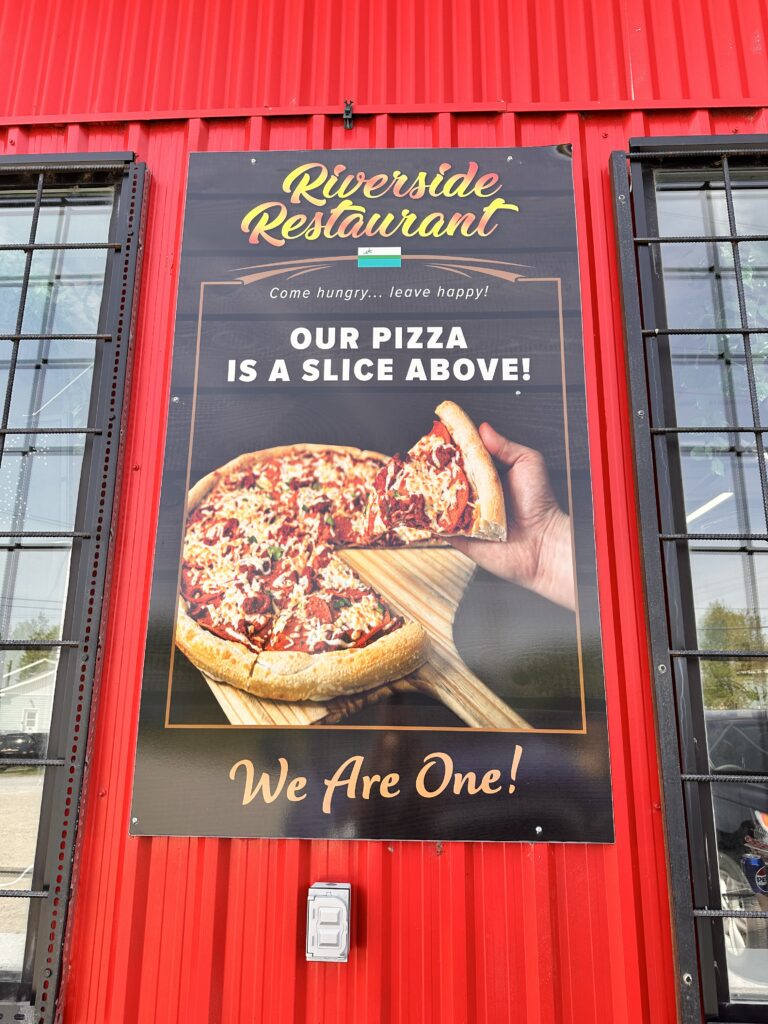 Riverside
Restaurant
Come hungry... leave happy!
OUR PIZZA
IS A SLICE ABOVE!
We Are One!